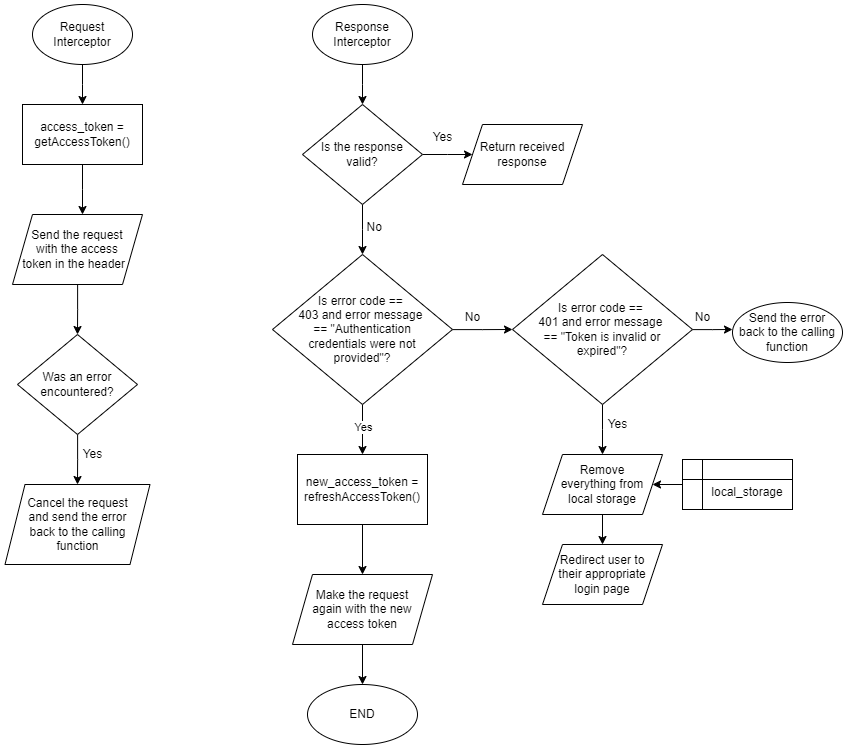 Request
Interceptor
access_token =
getAccessToken()
Send the request
with the access
token in the header
Was an error
encountered?
Yes
Cancel the request
and send the error
back to the calling
function
Response
Interceptor
Is the response
valid?
Yes
Return received
response
No
Is error code ==
403 and error message
== "Authentication
credentials were not
provided"?
No
Is error code ==
401 and error message
== "Token is invalid or
expired"?
No
Send the error
back to the calling
function
Yes
new_access_token =
refreshAccessToken()
Make the request
again with the new
access token
END
Yes
Remove
everything from
local storage
local_storage
Redirect user to
their appropriate
login page